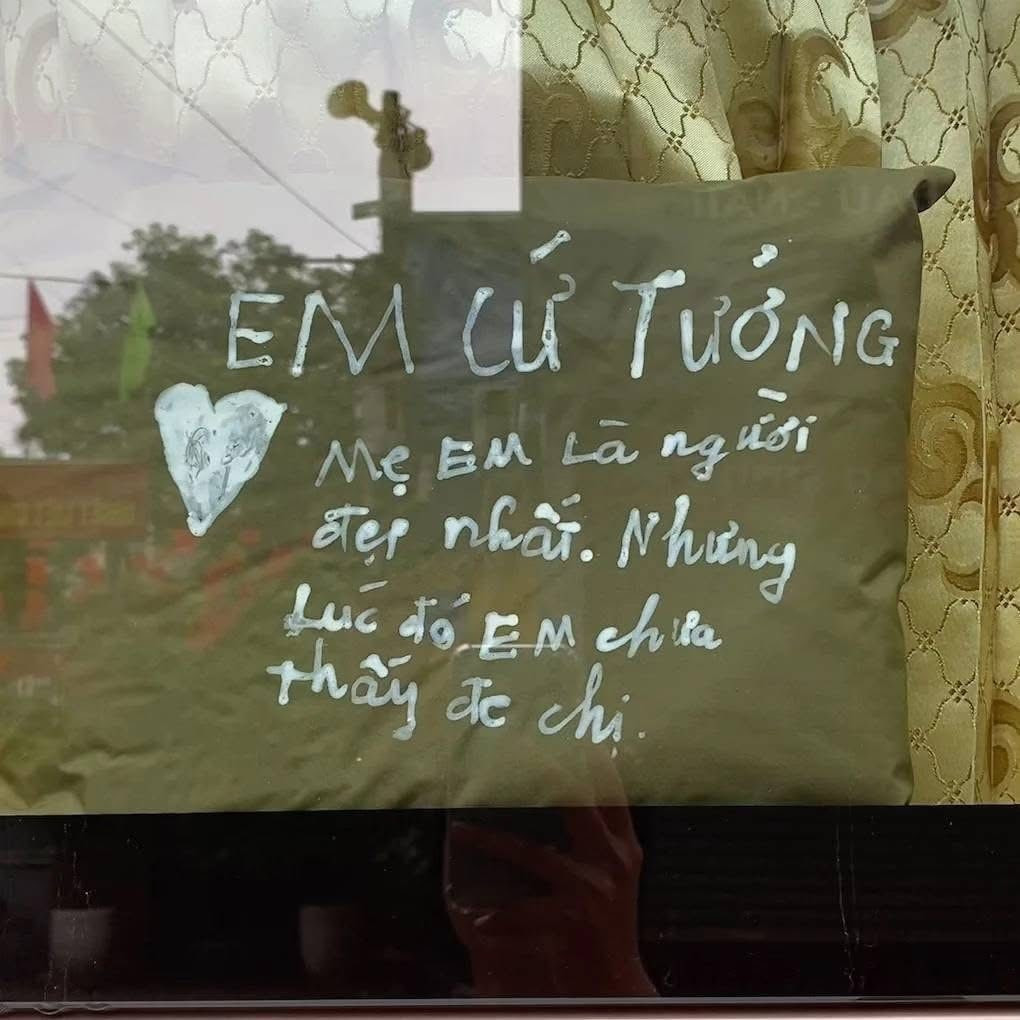 EM CỨ TƯỞNG
Mẹ EM Là người
đẹp nhất. Nhưng
Lúc đó EM chưa
thấy đc chị.